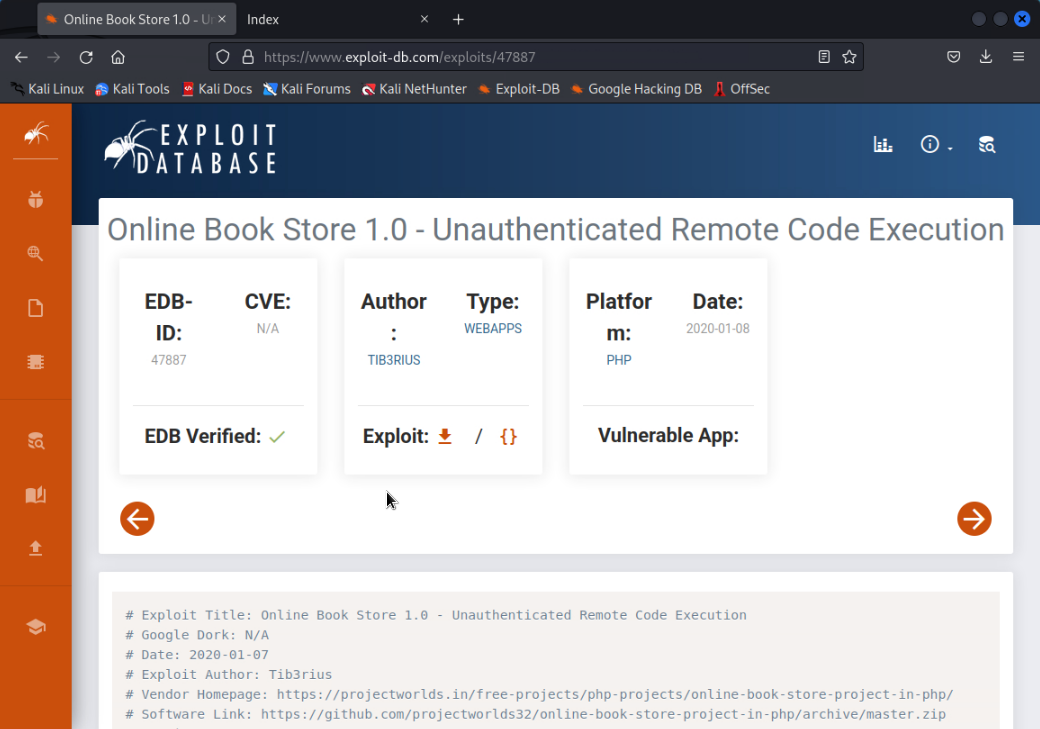 Online Book Store 1.0 - Un
Index
https://www.exploit-db.com/exploits/47887
Kali Linux Kali Tools Kali Docs Kali Forums Kali NetHunter Exploit-DB Google Hacking DB OffSec
EXPLOIT
DATABASE
Online Book Store 1.0 - Unauthenticated Remote Code Execution
EDB-
ID:
47887
CVE:
N/A
EDB Verified:
Author
:
TIB3RIUS
Type:
WEBAPPS
Exploit: / {}
Platfor
m:
PHP
Date:
2020-01-08
Vulnerable App:
# Exploit Title: Online Book Store 1.0 - Unauthenticated Remote Code Execution
# Google Dork: N/A
# Date: 2020-01-07
# Exploit Author: Tib3rius
# Vendor Homepage: https://projectworlds.in/free-projects/php-projects/online-book-store-project-in-php/
# Software Link: https://github.com/projectworlds32/online-book-store-project-in-php/archive/master.zip